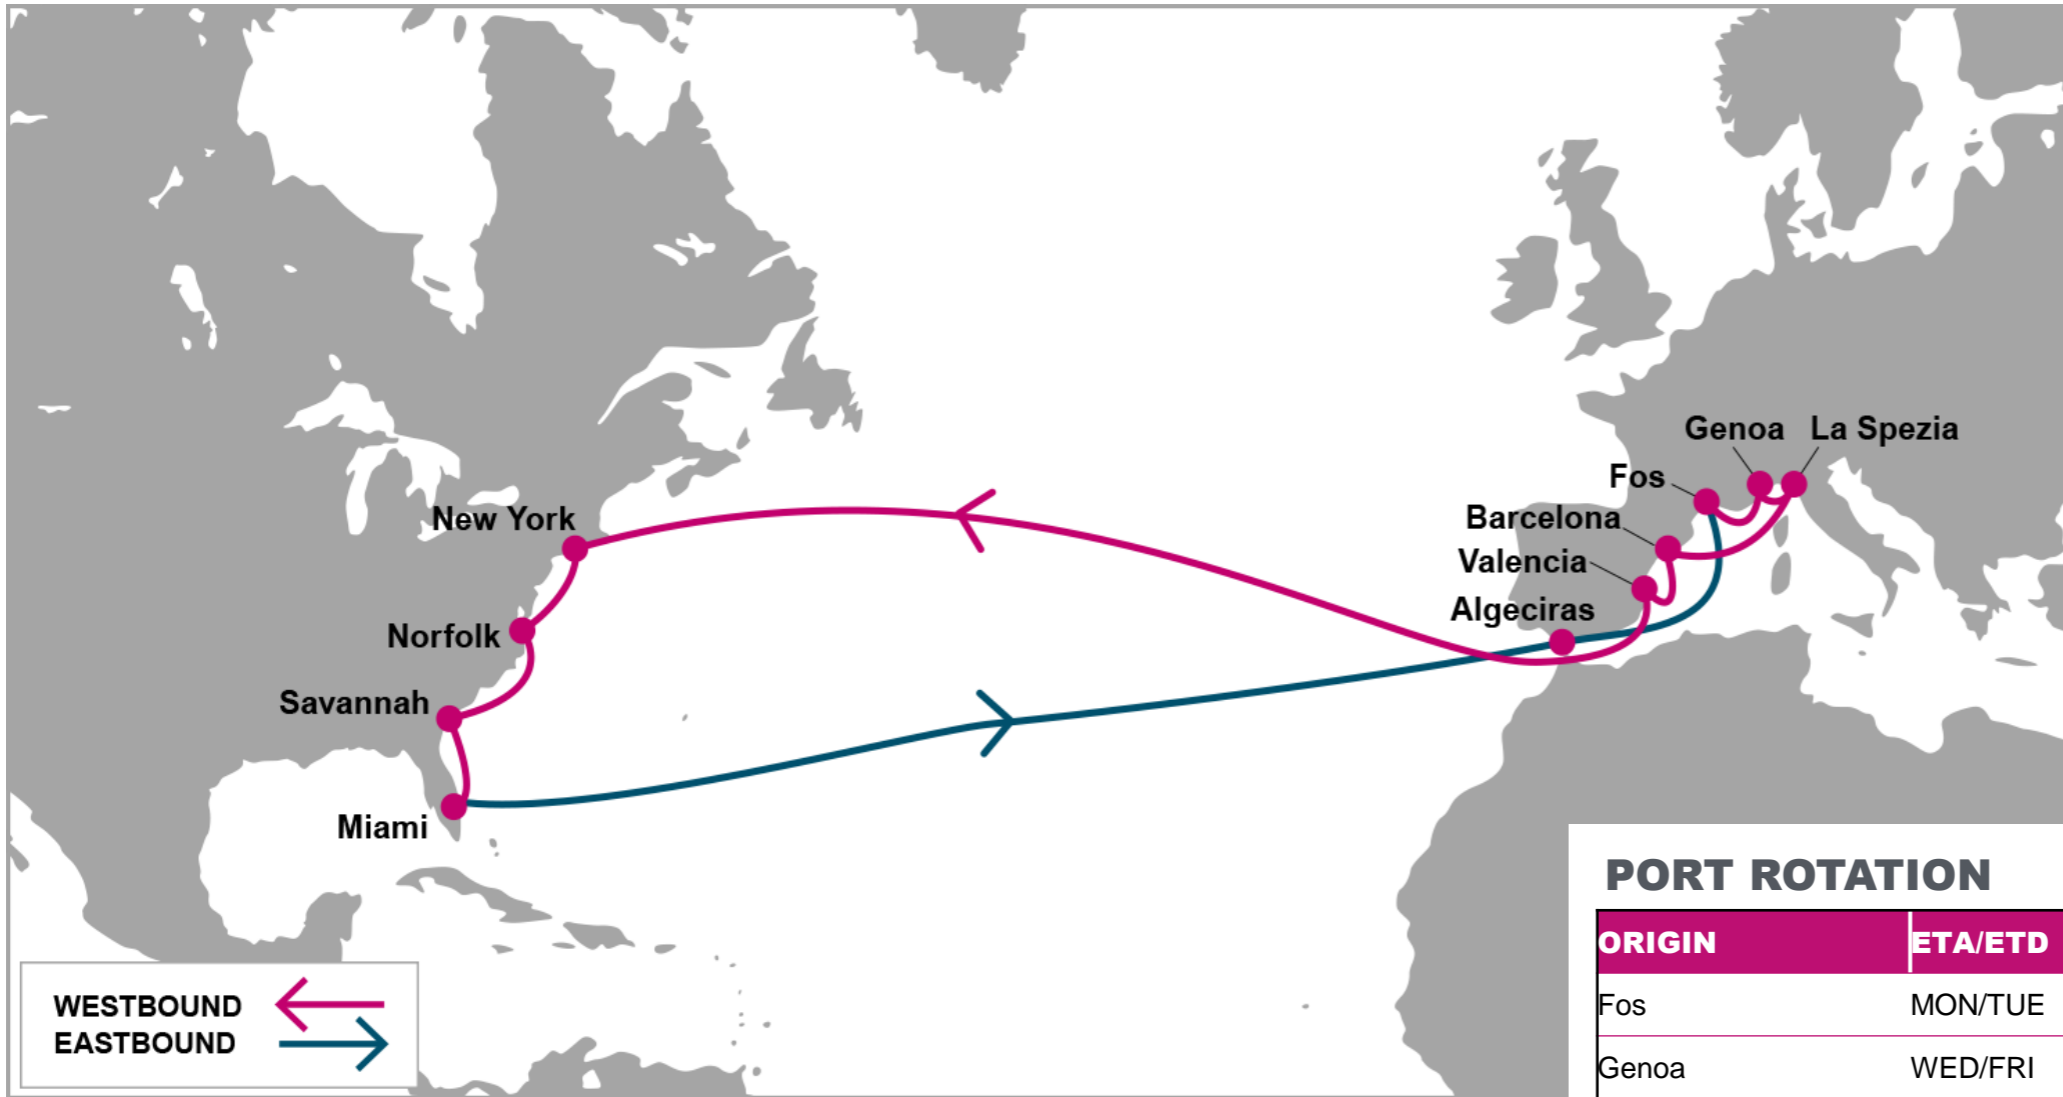 Genoa
La Spezia
Fos
Barcelona
New York
Valencia
Algeciras
Norfolk
Savannah
Miami
PORT ROTATION
ORIGIN ETA/ETD
Fos MON/TUE
Genoa WED/FRI
WESTBOUND
EASTBOUND